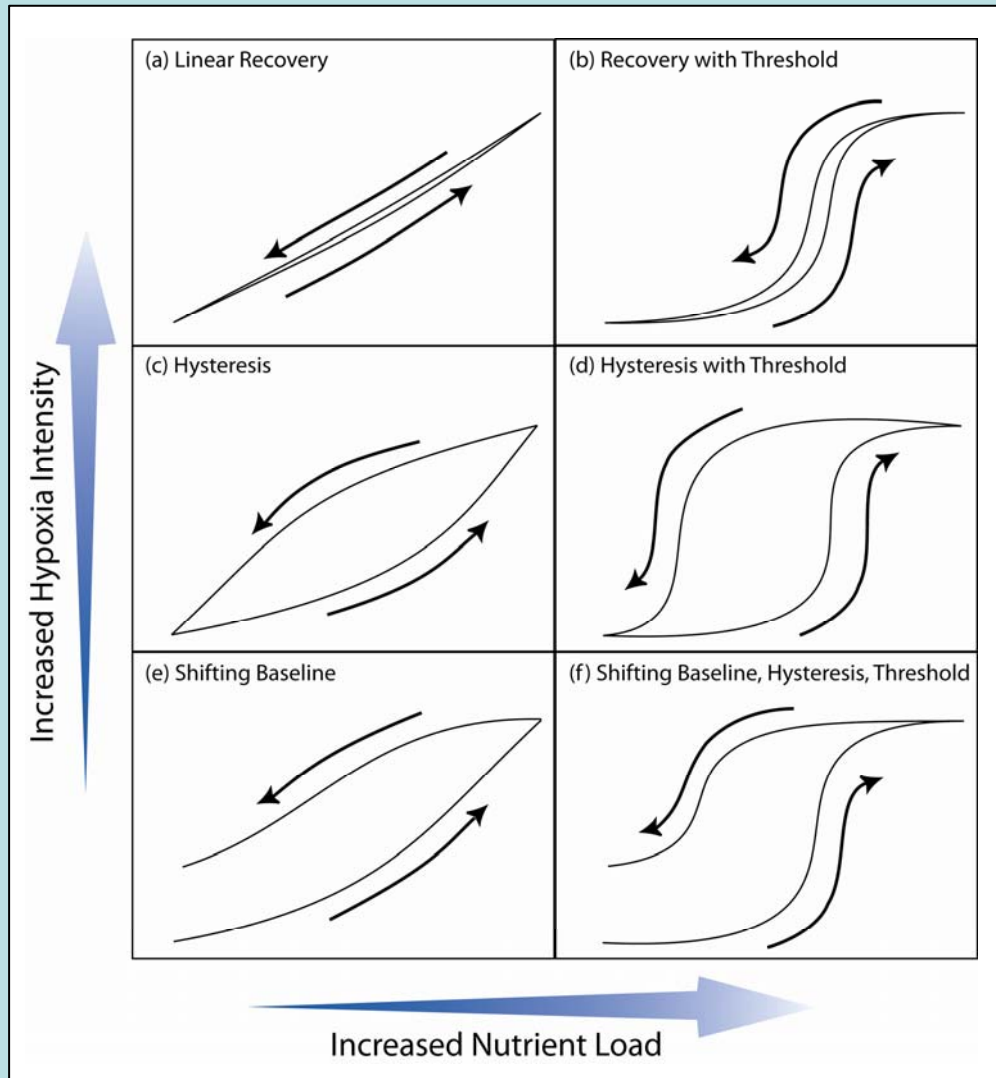 (a) Linear Recovery
(b) Recovery with Threshold
(c) Hysteresis
(d) Hysteresis with Threshold
(e) Shifting Baseline
(f) Shifting Baseline, Hysteresis, Threshold
Increased Hypoxia Intensity
Increased Nutrient Load